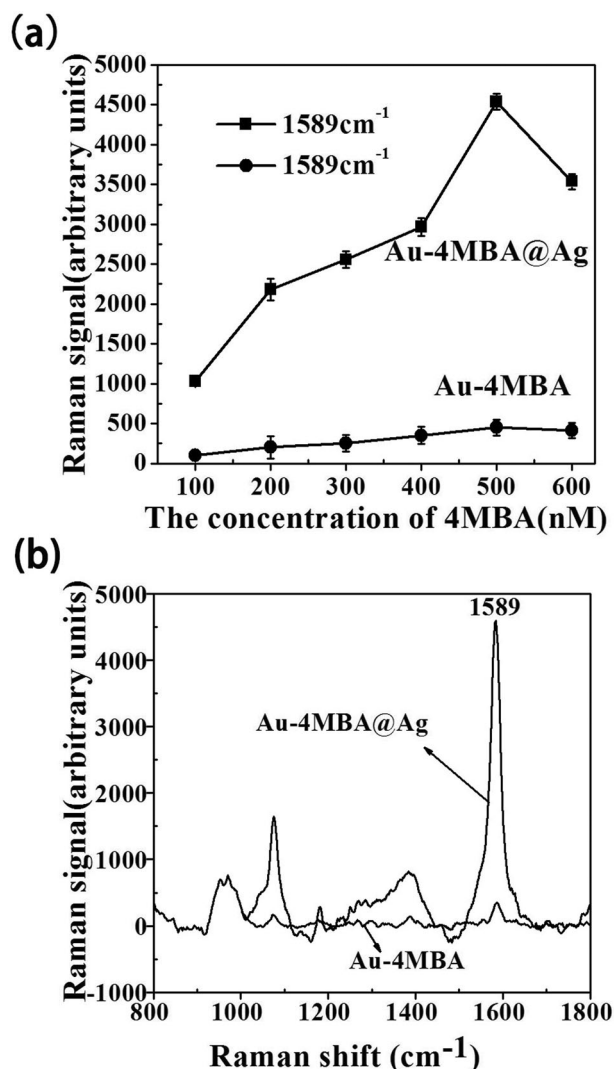 (a)
Raman signal(arbitrary units)
5000
4500
4000
3500
3000
2500
2000
1500
1000
500
0
1589cm⁻¹
1589cm⁻¹
Au-4MBA@Ag
Au-4MBA
100 200 300 400 500 600
The concentration of 4MBA(nM)
(b)
Raman signal(arbitrary units)
5000
4000
3000
2000
1000
0
-1000
1589
Au-4MBA@Ag
Au-4MBA
800 1000 1200 1400 1600 1800
Raman shift (cm⁻¹)